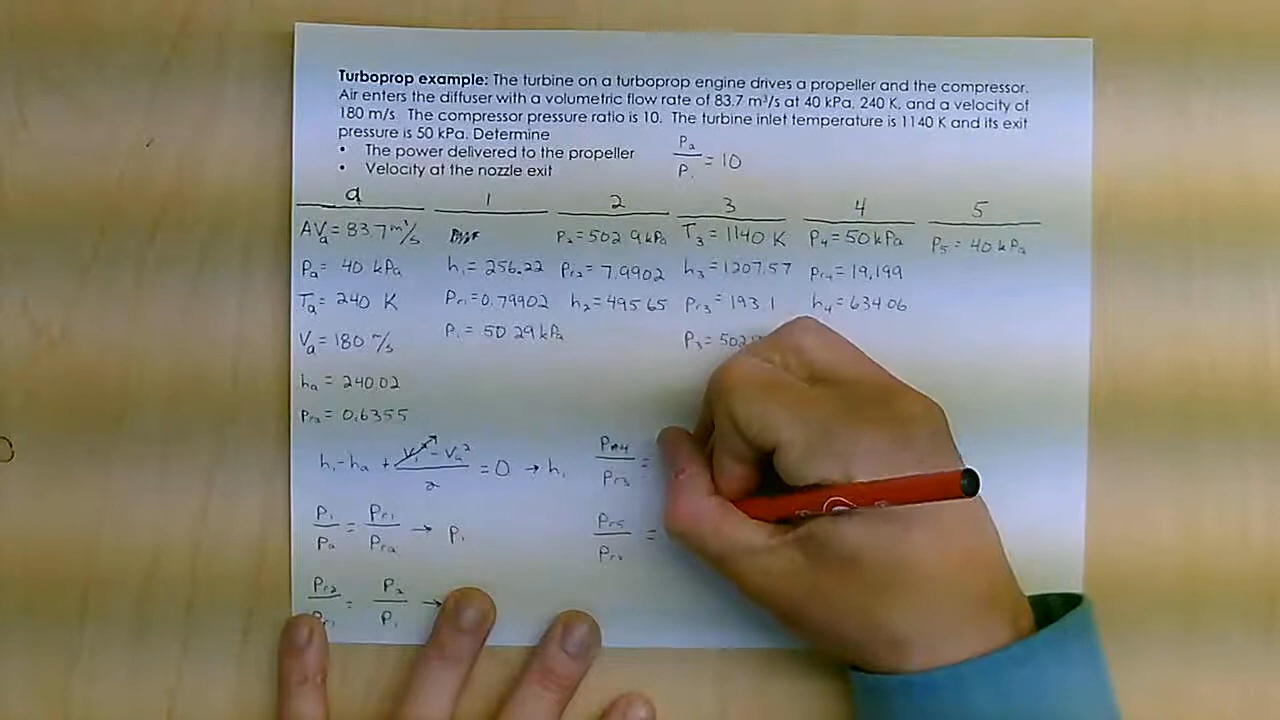 Turboprop example: The turbine on a turboprop engine drives a propeller and the compressor.
Air enters the diffuser with a volumetric flow rate of 83.7 m³/s at 40 kPa, 240 K, and a velocity of
180 m/s. The compressor pressure ratio is 10. The turbine inlet temperature is 1140 K and its exit
pressure is 50 kPa. Determine
• The power delivered to the propeller
• Velocity at the nozzle exit
P₂/P₁ = 10
a 1 2 3 4 5
AVa = 83.7 m³/s P₂ = 502.9 kPa T₃ = 1140 K P₄ = 50 kPa P₅ = 40 kPa
Pa = 40 kPa h₁ = 256.22 Pr₂ = 7.9902 h₃ = 1207.57 Pr₄ = 19.199
Ta = 240 K Pr₁ = 0.79902 h₂ = 495.65 Pr₃ = 193.1 h₄ = 634.06
Va = 180 m/s P₁ = 50.29 kPa P₃ = 502
ha = 240.02
Pra = 0.6355
h₁-ha + (V₁² - Va²)/2 = 0 → h₁
Pr₄/Pr₃ =
P₁/Pa = Pr₁/Pra → P₁
Pr₅/Pr₄ =
Pr₂/Pr₁ = P₂/P₁ →